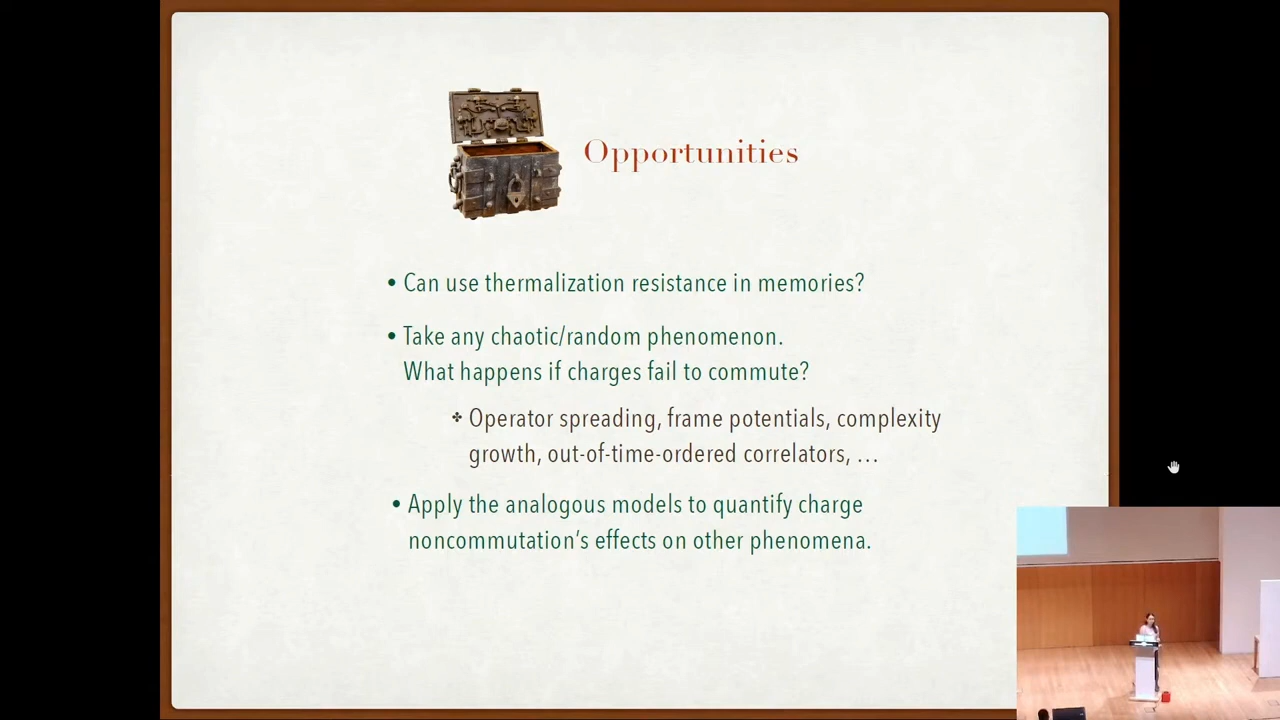 Opportunities
• Can use thermalization resistance in memories?
• Take any chaotic/random phenomenon.
What happens if charges fail to commute?
✤ Operator spreading, frame potentials, complexity
growth, out-of-time-ordered correlators, …
• Apply the analogous models to quantify charge
noncommutation’s effects on other phenomena.